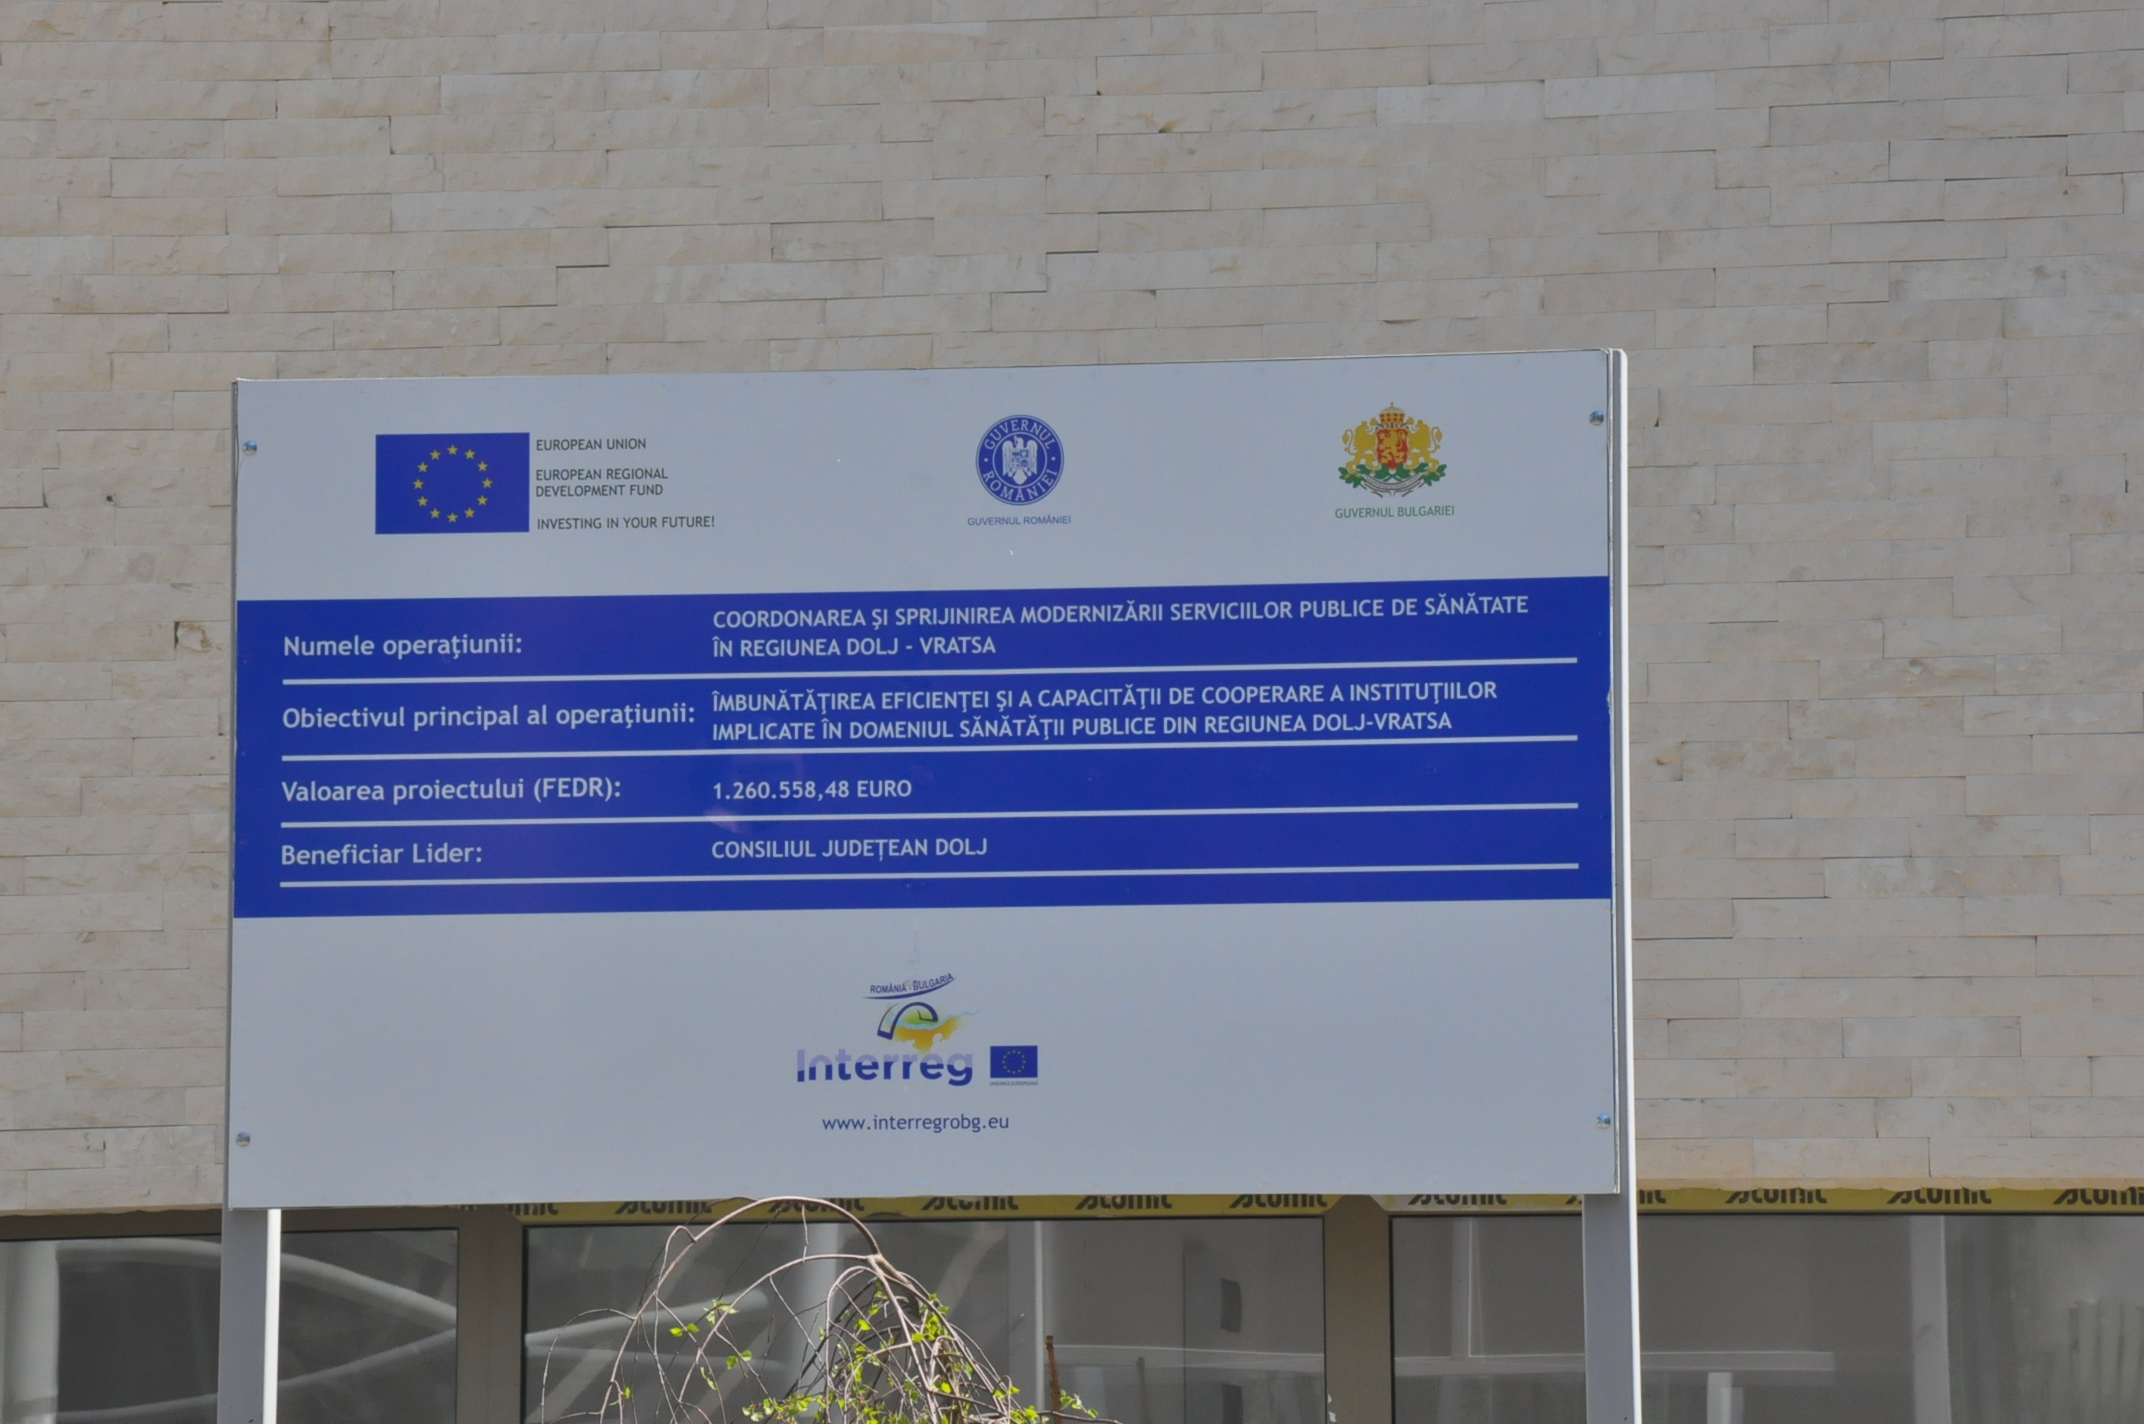 EUROPEAN UNION
EUROPEAN REGIONAL
DEVELOPMENT FUND
INVESTING IN YOUR FUTURE!
GUVERNUL ROMÂNIEI
GUVERNUL ROMÂNIEI
GUVERNUL BULGARIEI
Numele operaţiunii:
COORDONAREA ŞI SPRIJINIREA MODERNIZĂRII SERVICIILOR PUBLICE DE SĂNĂTATE
ÎN REGIUNEA DOLJ - VRATSA
Obiectivul principal al operaţiunii:
ÎMBUNĂTĂŢIREA EFICIENŢEI ŞI A CAPACITĂŢII DE COOPERARE A INSTITUŢIILOR
IMPLICATE ÎN DOMENIUL SĂNĂTĂŢII PUBLICE DIN REGIUNEA DOLJ-VRATSA
Valoarea proiectului (FEDR):
1.260.558,48 EURO
Beneficiar Lider:
CONSILIUL JUDEȚEAN DOLJ
ROMÂNIA - BULGARIA
Interreg
UNIUNEA EUROPEANĂ
www.interregrobg.eu